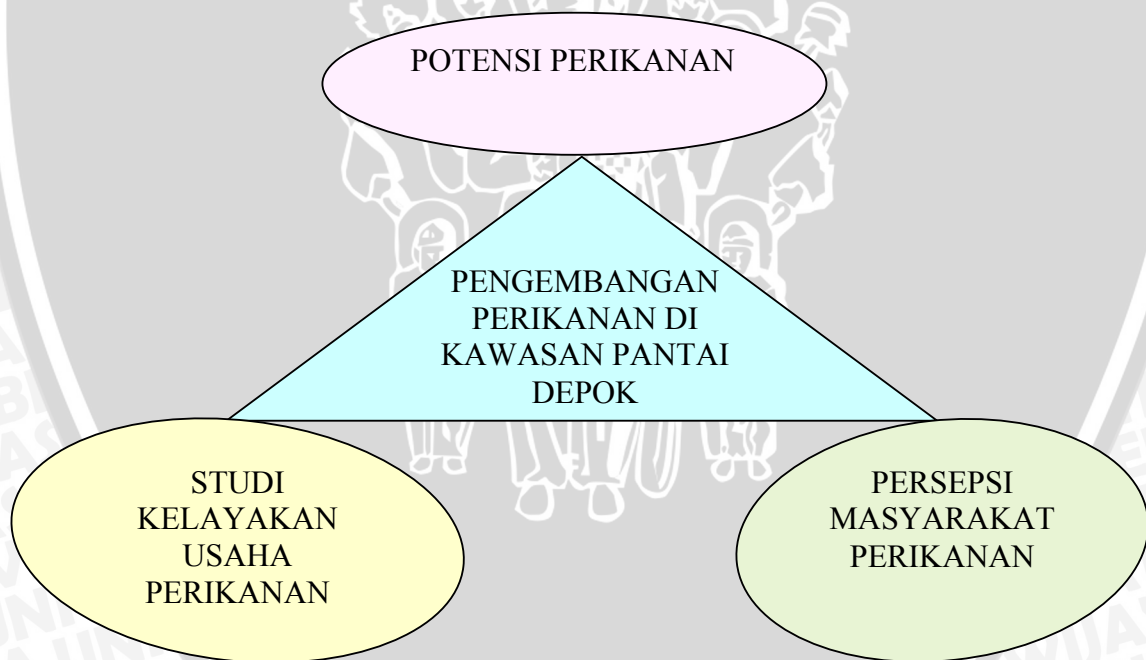 POTENSI PERIKANAN
PENGEMBANGAN
PERIKANAN DI
KAWASAN PANTAI
DEPOK
STUDI
KELAYAKAN
USAHA
PERIKANAN
PERSEPSI
MASYARAKAT
PERIKANAN